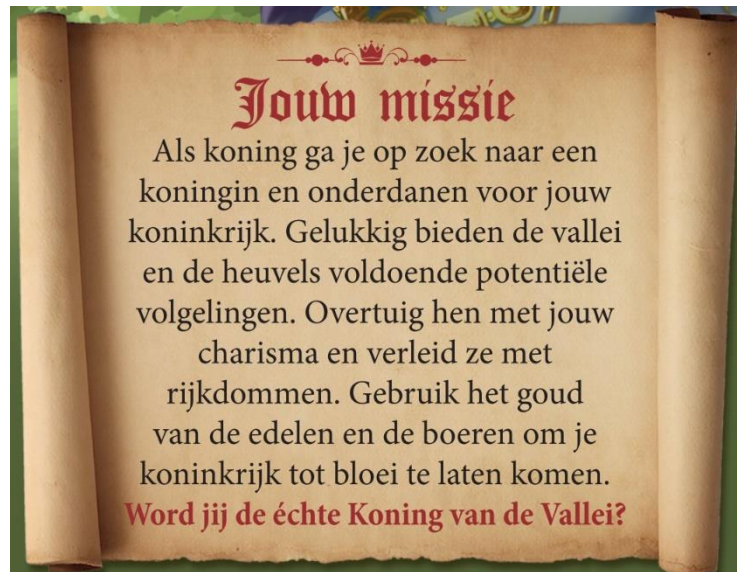 Jouw missie
Als koning ga je op zoek naar een
koningin en onderdanen voor jouw
koninkrijk. Gelukkig bieden de vallei
en de heuvels voldoende potentiële
volgelingen. Overtuig hen met jouw
charisma en verleid ze met
rijkdommen. Gebruik het goud
van de edelen en de boeren om je
koninkrijk tot bloei te laten komen.
Word jij de échte Koning van de Vallei?